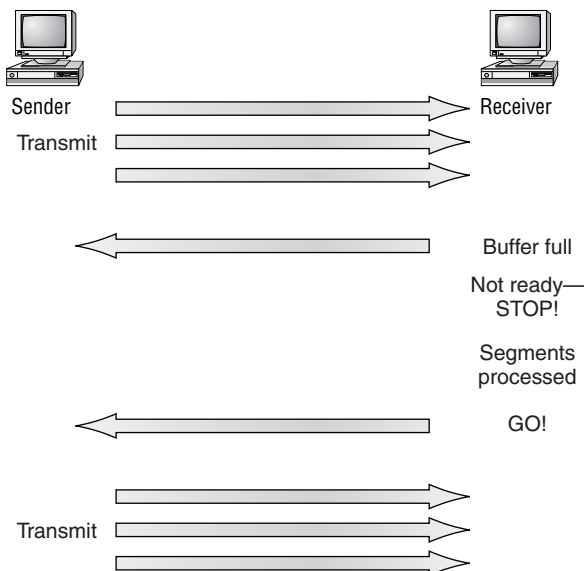 Sender
Receiver
Transmit
Buffer full
Not ready—
STOP!
Segments
processed
GO!
Transmit